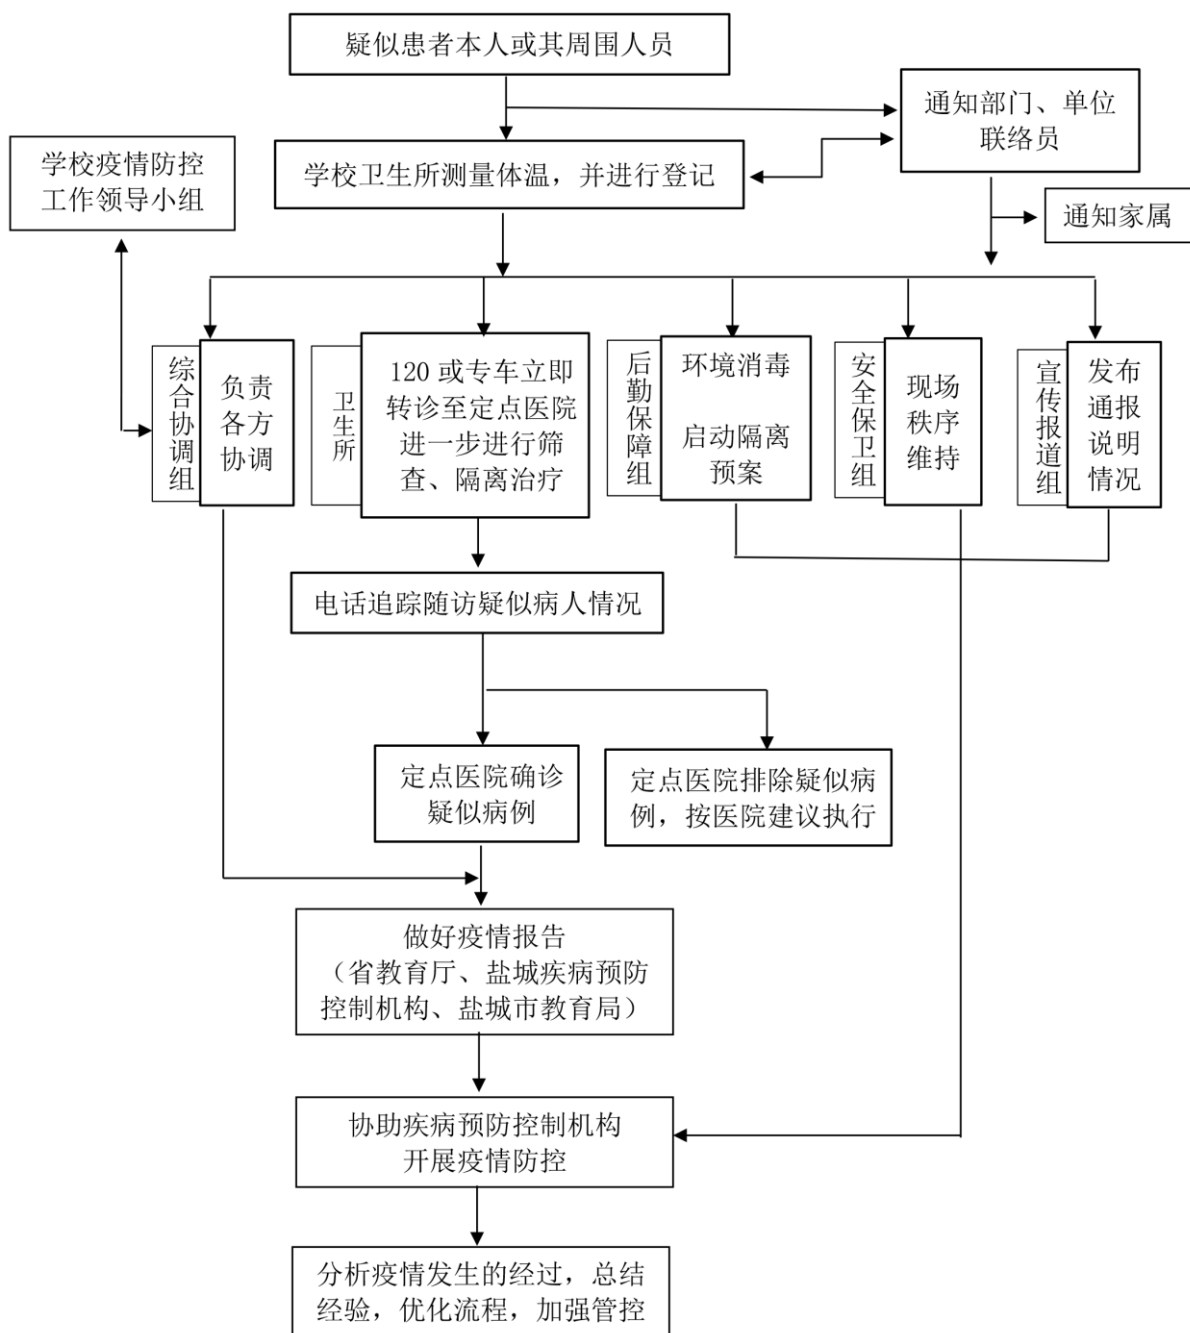 疑似患者本人或其周围人员
通知部门、单位
联络员
学校疫情防控
工作领导小组
学校卫生所测量体温，并进行登记
通知家属
综合协调组
负责
各方
协调
卫生所
120 或专车立即
转诊至定点医院
进一步进行筛
查、隔离治疗
后勤保障组
环境消毒
启动隔离
预案
安全保卫组
现场
秩序
维持
宣传报道组
发布
通报
说明
情况
电话追踪随访疑似病人情况
定点医院确诊
疑似病例
定点医院排除疑似病
例，按医院建议执行
做好疫情报告
（省教育厅、盐城疾病预防
控制机构、盐城市教育局）
协助疾病预防控制机构
开展疫情防控
分析疫情发生的经过，总结
经验，优化流程，加强管控